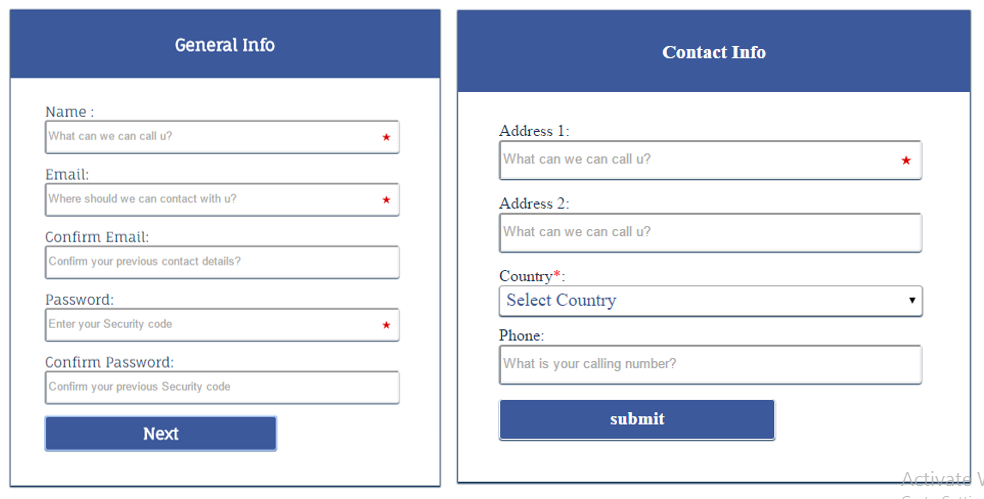 General Info
Name :
What can we can call u?
★
Email:
Where should we can contact with u?
★
Confirm Email:
Confirm your previous contact details?
Password:
Enter your Security code
★
Confirm Password:
Confirm your previous Security code
Next
Contact Info
Address 1:
What can we can call u?
★
Address 2:
What can we can call u?
Country*:
Select Country
▼
Phone:
What is your calling number?
submit
Activate